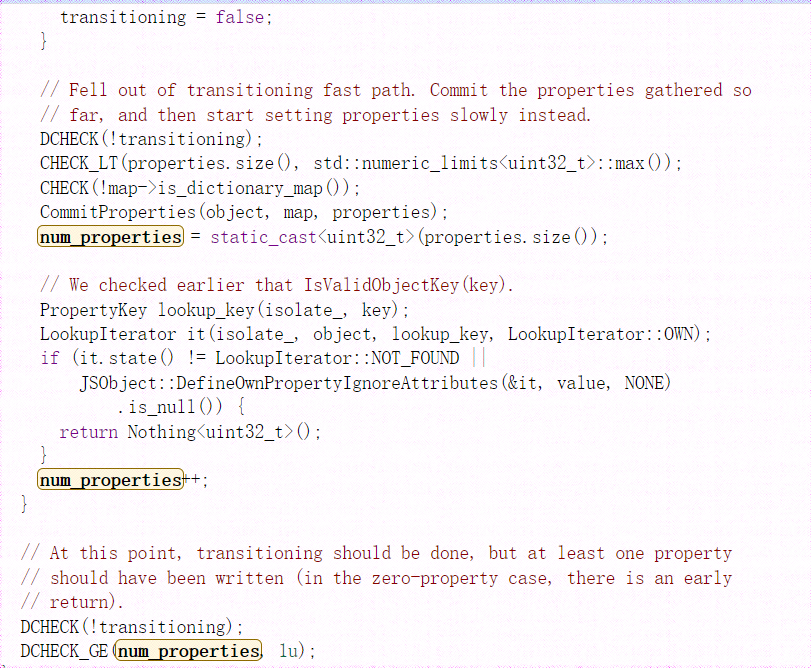 transitioning = false;
}
// Fell out of transitioning fast path. Commit the properties gathered so
// far, and then start setting properties slowly instead.
DCHECK(!transitioning);
CHECK_LT(properties.size(), std::numeric_limits<uint32_t>::max());
CHECK(!map->is_dictionary_map());
CommitProperties(object, map, properties);
num_properties = static_cast<uint32_t>(properties.size());
// We checked earlier that IsValidObjectKey(key).
PropertyKey lookup_key(isolate_, key);
LookupIterator it(isolate_, object, lookup_key, LookupIterator::OWN);
if (it.state() != LookupIterator::NOT_FOUND ||
JSObject::DefineOwnPropertyIgnoreAttributes(&it, value, NONE)
.is_null()) {
return Nothing<uint32_t>();
}
num_properties++;
}
// At this point, transitioning should be done, but at least one property
// should have been written (in the zero-property case, there is an early
// return).
DCHECK(!transitioning);
DCHECK_GE(num_properties, 1u);